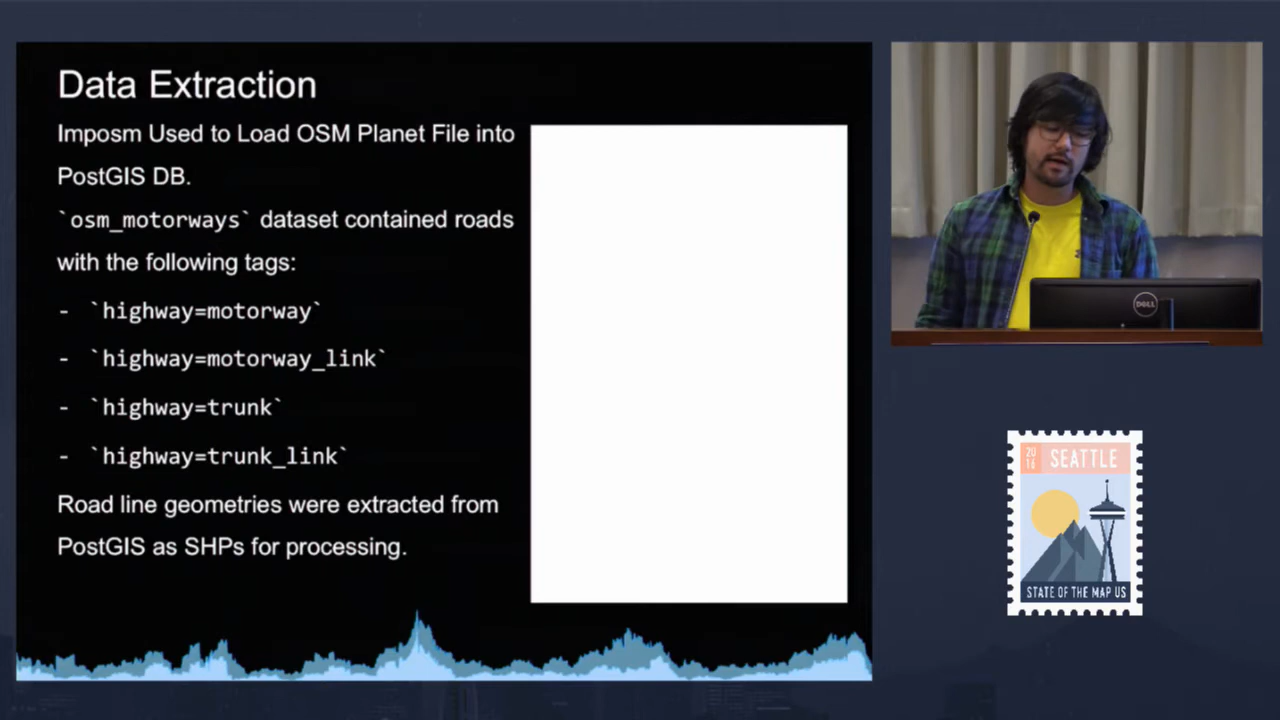 Data Extraction
Imposm Used to Load OSM Planet File into
PostGIS DB.
`osm_motorways` dataset contained roads
with the following tags:
- `highway=motorway`
- `highway=motorway_link`
- `highway=trunk`
- `highway=trunk_link`
Road line geometries were extracted from
PostGIS as SHPs for processing.
DELL
20
16
SEATTLE
STATE OF THE MAP US